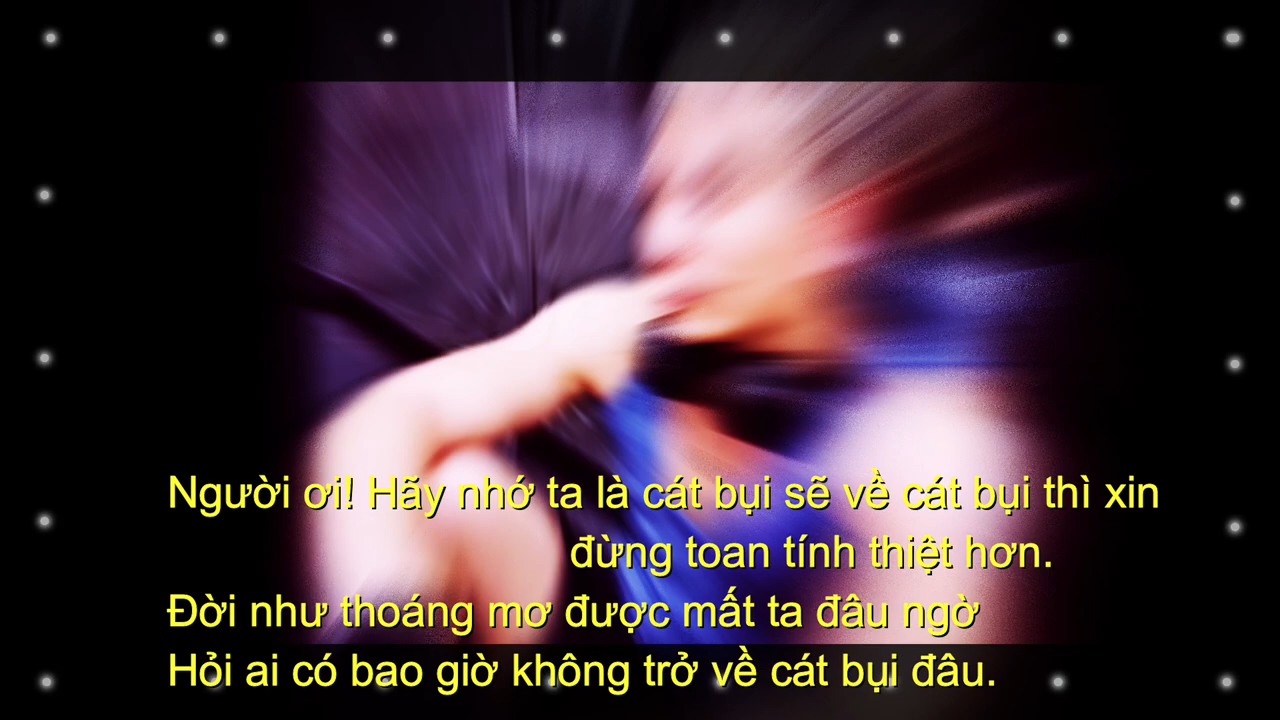 Người ơi! Hãy nhớ ta là cát bụi sẽ về cát bụi thì xin
đừng toan tính thiệt hơn.
Đời như thoáng mơ được mất ta đâu ngờ
Hỏi ai có bao giờ không trở về cát bụi đâu.